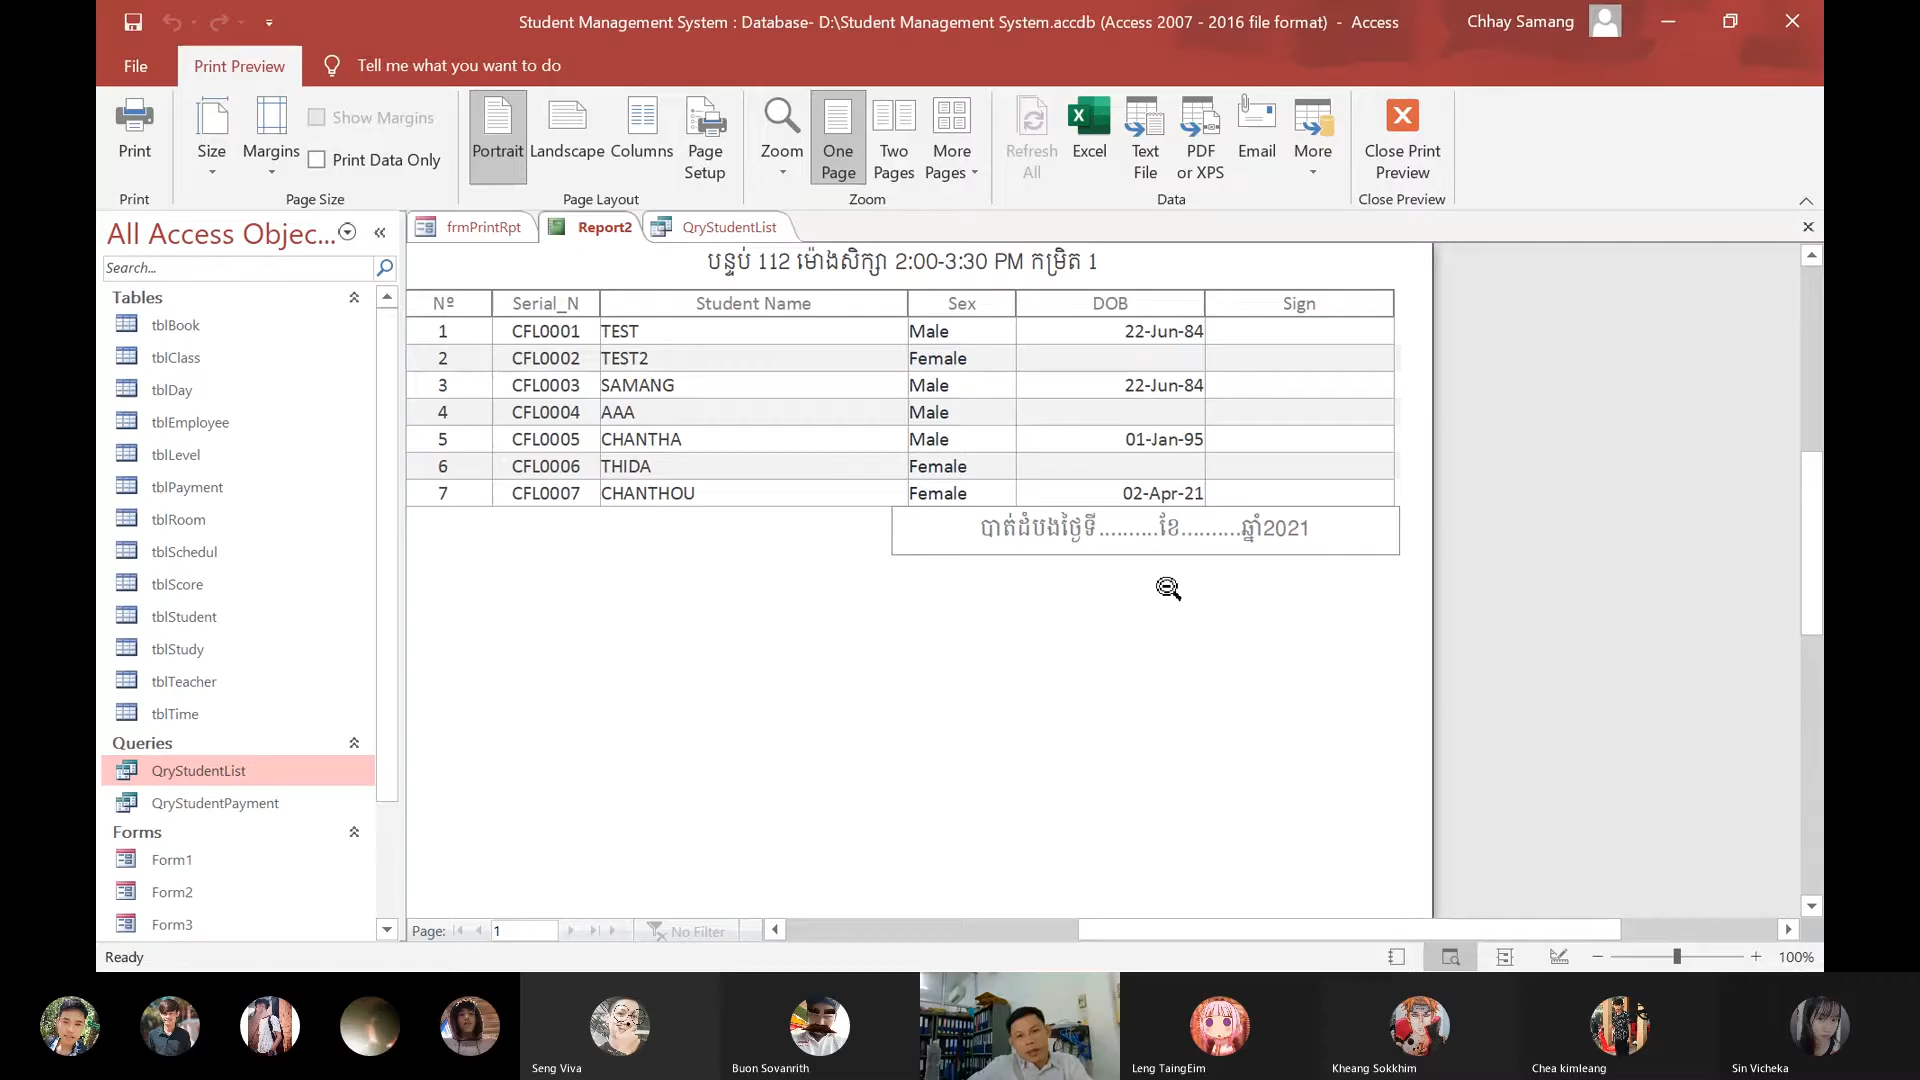 Student Management System : Database- D:\Student Management System.accdb (Access 2007 - 2016 file format) - Access
Chhay Samang
File
Print Preview
Tell me what you want to do
Print
Size
Margins
Show Margins
Print Data Only
Portrait
Landscape
Columns
Page Setup
Zoom
One Page
Two Pages
More Pages
Refresh All
Excel
Text File
PDF or XPS
Email
More
Close Print Preview
Print
Page Size
Page Layout
Zoom
Data
Close Preview
All Access Objec...
Search...
Tables
tblBook
tblClass
tblDay
tblEmployee
tblLevel
tblPayment
tblRoom
tblSchedul
tblScore
tblStudent
tblStudy
tblTeacher
tblTime
Queries
QryStudentList
QryStudentPayment
Forms
Form1
Form2
Form3
frmPrintRpt
Report2
QryStudentList
បន្ទប់ 112 ម៉ោងសិក្សា 2:00-3:30 PM កម្រិត 1
Nº Serial_N Student Name Sex DOB Sign
1 CFL0001 TEST Male 22-Jun-84
2 CFL0002 TEST2 Female
3 CFL0003 SAMANG Male 22-Jun-84
4 CFL0004 AAA Male
5 CFL0005 CHANTHA Male 01-Jan-95
6 CFL0006 THIDA Female
7 CFL0007 CHANTHOU Female 02-Apr-21
បាត់ដំបងថ្ងៃទី..........ខែ..........ឆ្នាំ2021
Page: 1 No Filter
Ready
100%
Seng Viva
Buon Sovanrith
Leng TaingEim
Kheang Sokkhim
Chea kimleang
Sin Vicheka